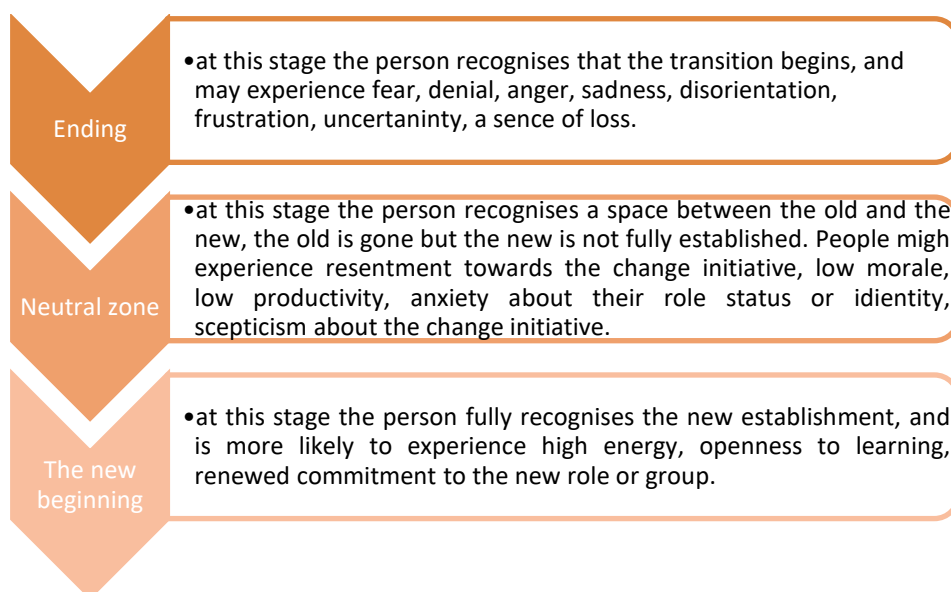 Ending
•at this stage the person recognises that the transition begins, and
may experience fear, denial, anger, sadness, disorientation,
frustration, uncertaninty, a sence of loss.
Neutral zone
•at this stage the person recognises a space between the old and the
new, the old is gone but the new is not fully established. People migh
experience resentment towards the change initiative, low morale,
low productivity, anxiety about their role status or idientity,
scepticism about the change initiative.
The new
beginning
•at this stage the person fully recognises the new establishment, and
is more likely to experience high energy, openness to learning,
renewed commitment to the new role or group.